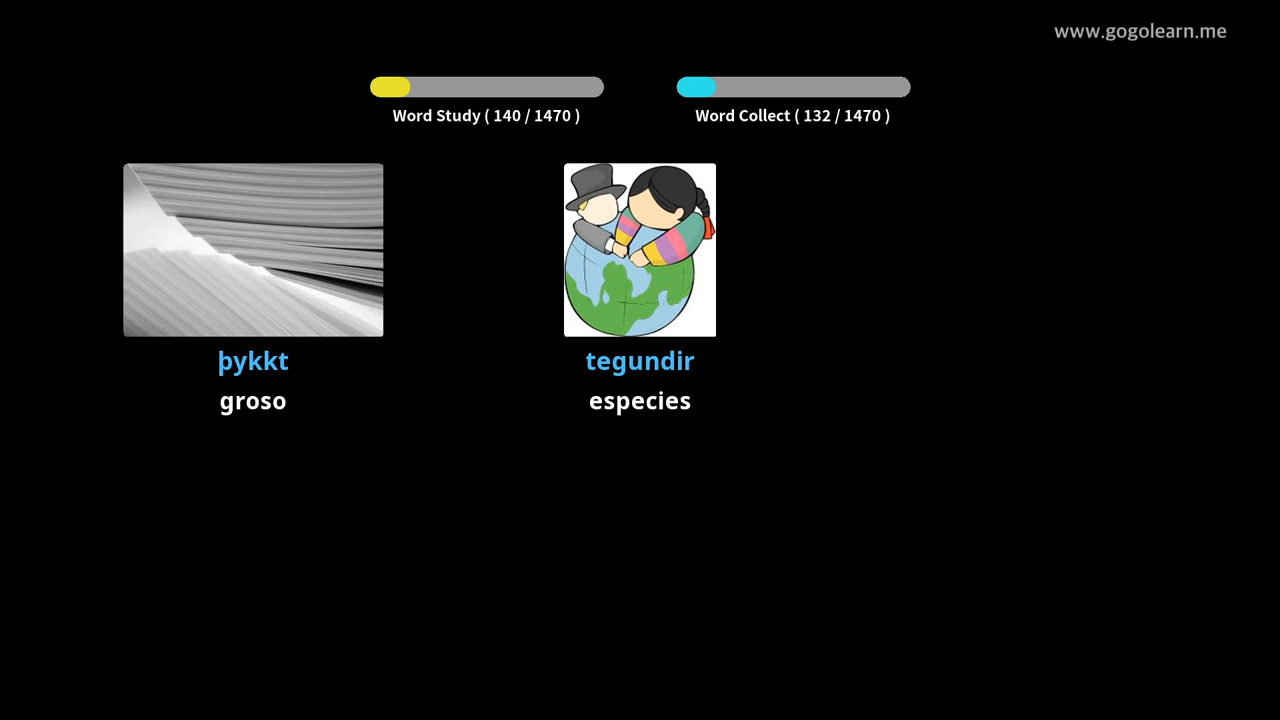 www.gogolearn.me
Word Study ( 140 / 1470 )
Word Collect ( 132 / 1470 )
þykkt
tegundir
groso
especies